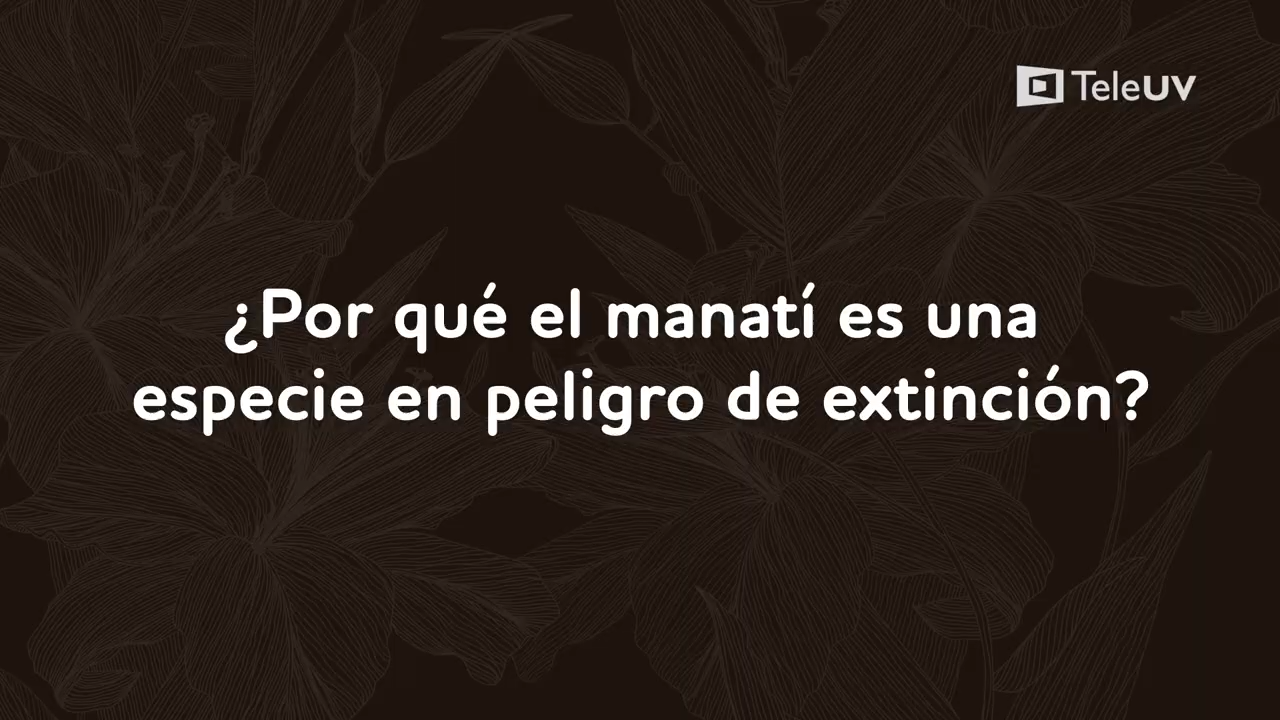 TeleUV
¿Por qué el manatí es una
especie en peligro de extinción?